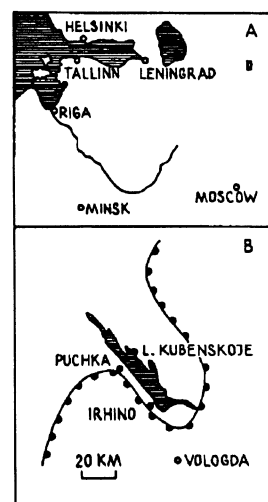 HELSINKI
A
TALLINN LENINGRAD
B
RIGA
MOSCOW
MINSK
B
L. KUBENSKOJE
PUCHKA
IRHINO
20 KM
VOLOGDA